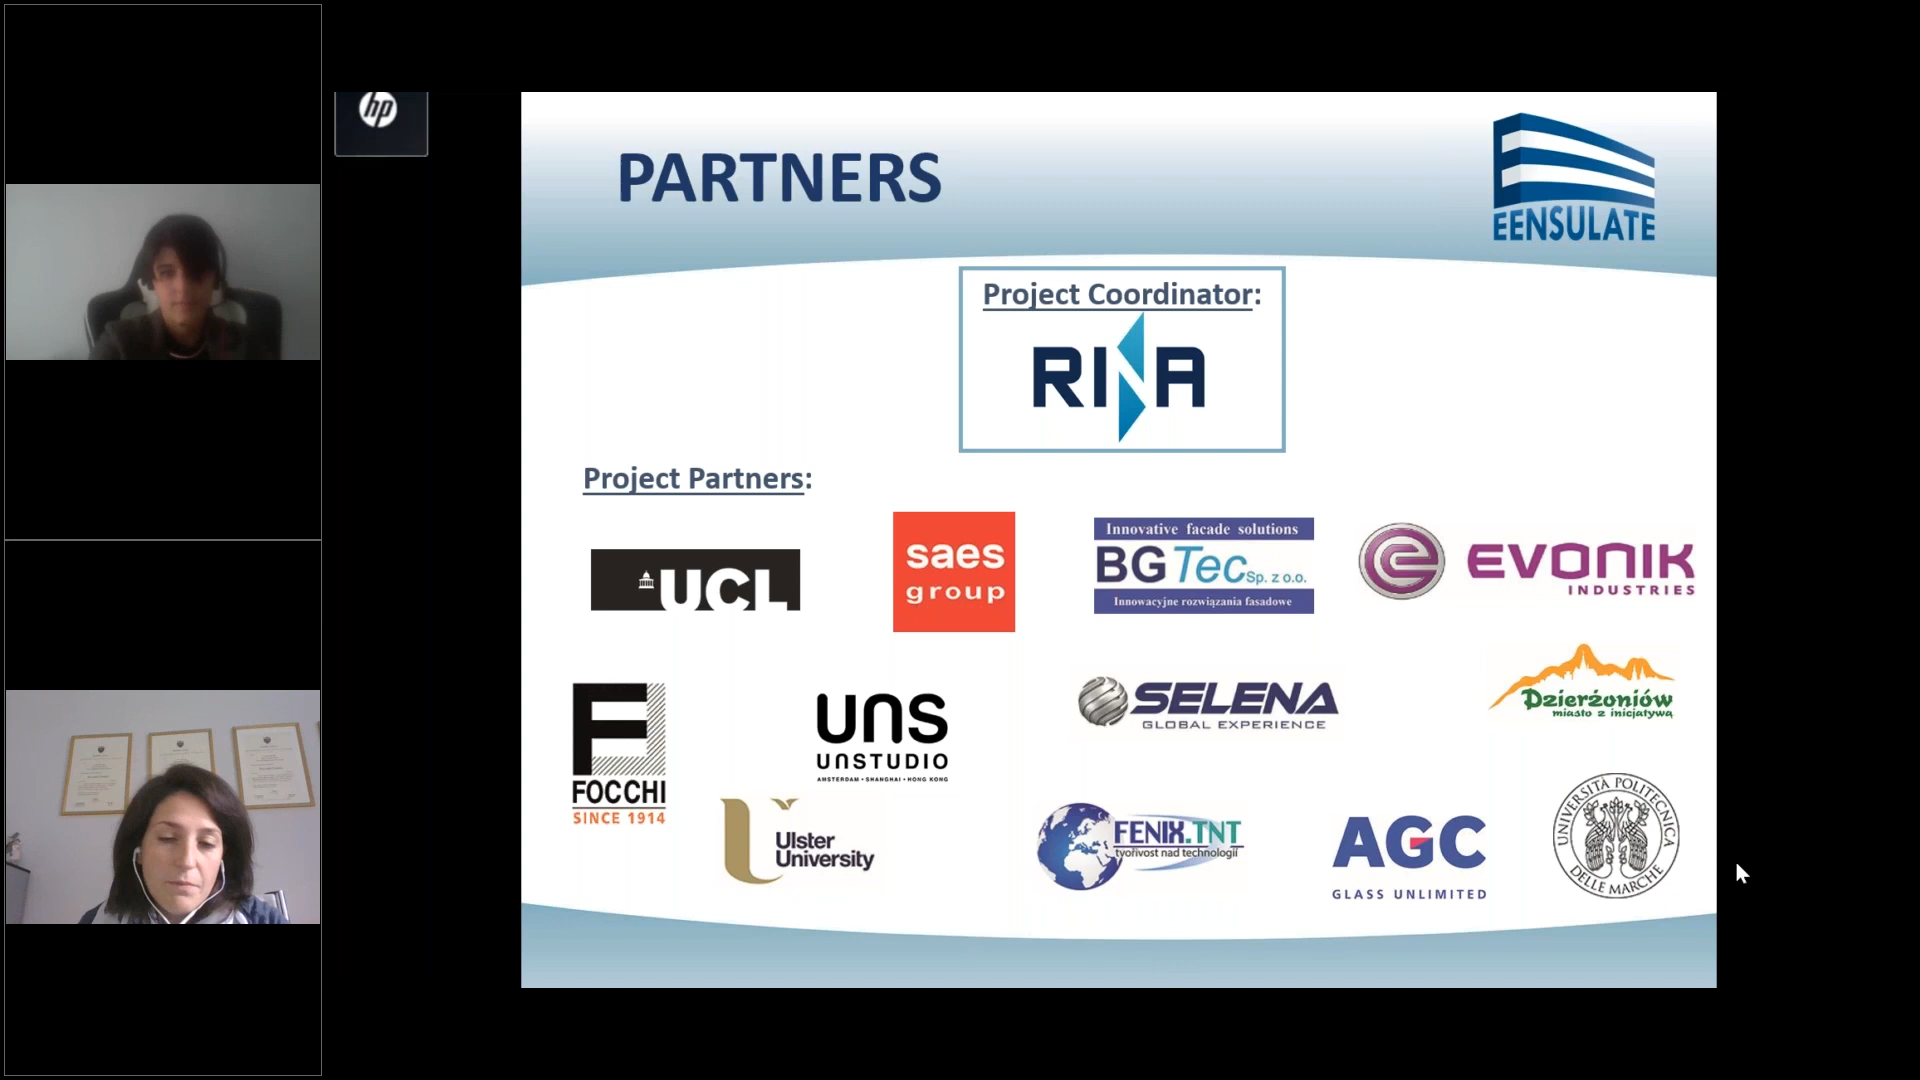 hp
PARTNERS
EENSULATE
Project Coordinator:
RINA
Project Partners:
UCL
saes
group
Innovative facade solutions
BGTec Sp. z o.o.
Innowacyjne rozwiązania fasadowe
EVONIK
INDUSTRIES
F
FOCCHI
SINCE 1914
UNS
UNSTUDIO
AMSTERDAM • SHANGHAI • HONG KONG
SELENA
GLOBAL EXPERIENCE
Dzierżoniów
miasto z inicjatywą
Ulster
University
FENIX.TNT
tvořivost nad technologií
AGC
GLASS UNLIMITED
UNIVERSITÀ POLITECNICA
DELLE MARCHE